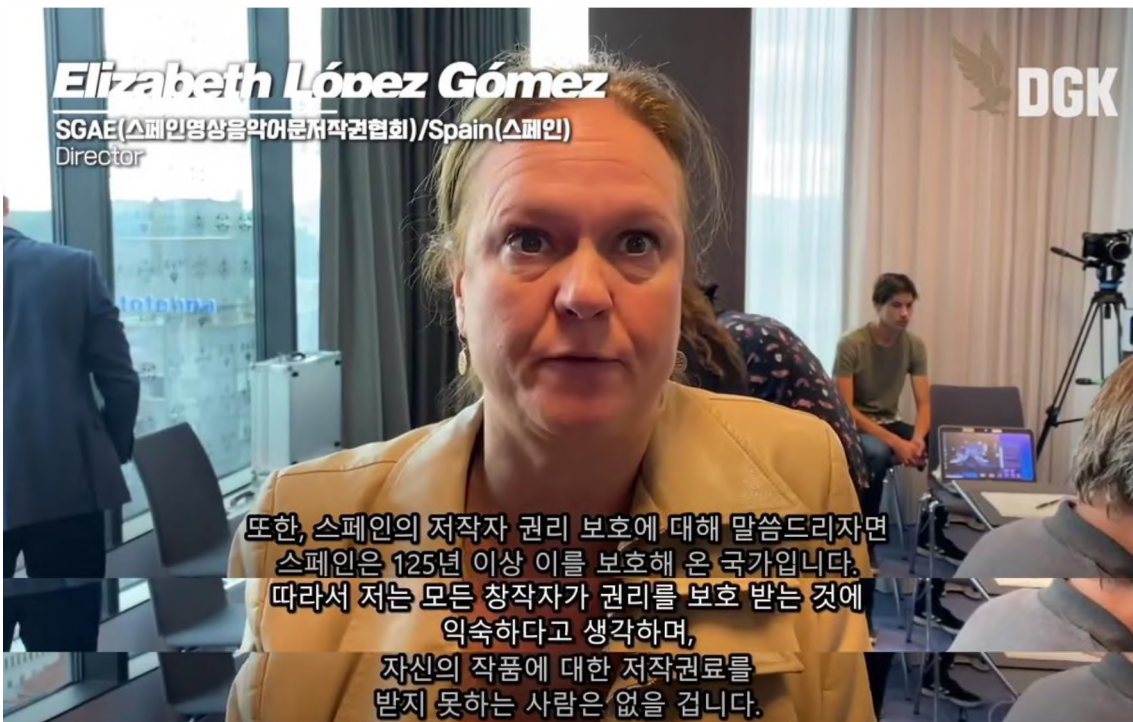 Elizabeth López Gómez
SGAE(스페인영상음악어문저작권협회)/Spain(스페인)
Director
DGK
또한, 스페인의 저작자 권리 보호에 대해 말씀드리자면
스페인은 125년 이상 이를 보호해 온 국가입니다.
따라서 저는 모든 창작자가 권리를 보호 받는 것에
익숙하다고 생각하며,
자신의 작품에 대한 저작권료를
받지 못하는 사람은 없을 겁니다.